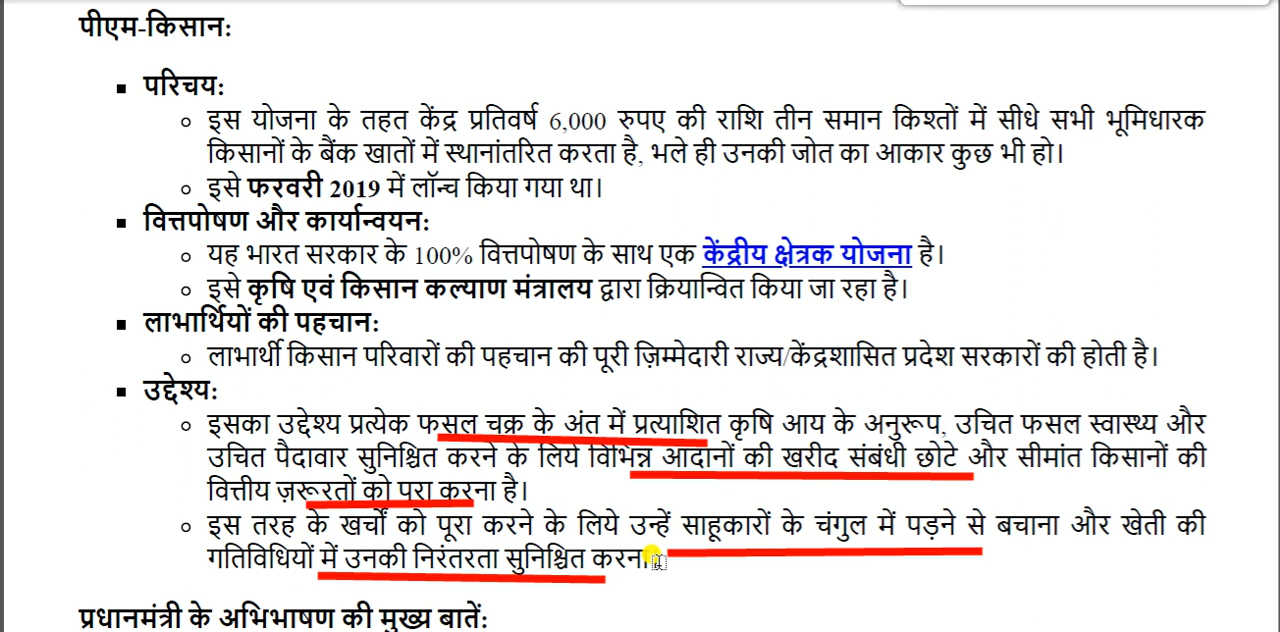 पीएम-किसान:
▪ परिचय:
○ इस योजना के तहत केंद्र प्रतिवर्ष 6,000 रुपए की राशि तीन समान किश्तों में सीधे सभी भूमिधारक
किसानों के बैंक खातों में स्थानांतरित करता है, भले ही उनकी जोत का आकार कुछ भी हो।
○ इसे फरवरी 2019 में लॉन्च किया गया था।
▪ वित्तपोषण और कार्यान्वयन:
○ यह भारत सरकार के 100% वित्तपोषण के साथ एक केंद्रीय क्षेत्रक योजना है।
○ इसे कृषि एवं किसान कल्याण मंत्रालय द्वारा क्रियान्वित किया जा रहा है।
▪ लाभार्थियों की पहचान:
○ लाभार्थी किसान परिवारों की पहचान की पूरी ज़िम्मेदारी राज्य/केंद्रशासित प्रदेश सरकारों की होती है।
▪ उद्देश्य:
○ इसका उद्देश्य प्रत्येक फसल चक्र के अंत में प्रत्याशित कृषि आय के अनुरूप, उचित फसल स्वास्थ्य और
उचित पैदावार सुनिश्चित करने के लिये विभिन्न आदानों की खरीद संबंधी छोटे और सीमांत किसानों की
वित्तीय ज़रूरतों को पूरा करना है।
○ इस तरह के खर्चों को पूरा करने के लिये उन्हें साहूकारों के चंगुल में पड़ने से बचाना और खेती की
गतिविधियों में उनकी निरंतरता सुनिश्चित करना।
प्रधानमंत्री के अभिभाषण की मुख्य बातें: